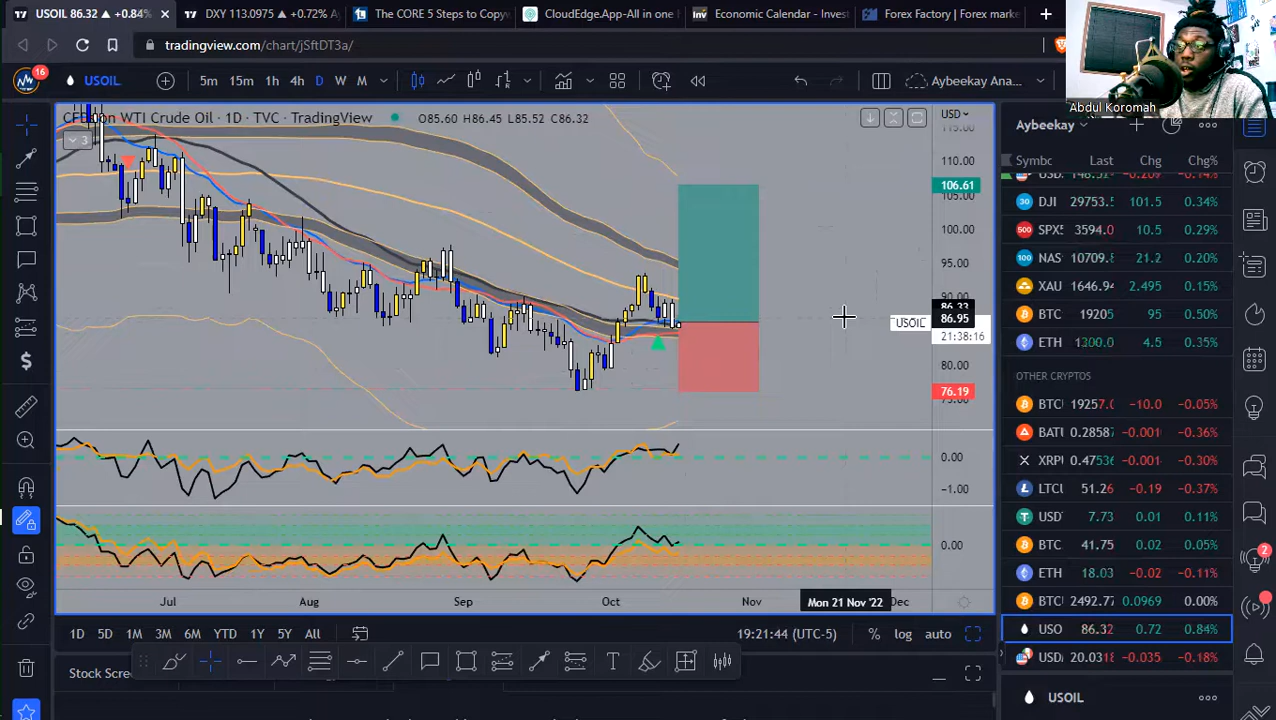 USOIL 86.32 ▲ +0.84%
DXY 113.0975 ▲ +0.72%
The CORE 5 Steps to Copy
CloudEdge.App-All in one
Economic Calendar - Invest
Forex Factory | Forex mark
tradingview.com/chart/jSftDT3a/
Abdul Koromah
16
USOIL
5m 15m 1h 4h D W M
Aybeekay Ana...
WTI Crude Oil · 1D · TVC · TradingView
O85.61 H86.45 L85.52 C86.32
3
USD
115.00
110.00
106.61
105.00
100.00
95.00
90.00
86.33
86.95
USOIL
21:38:16
80.00
76.19
75.00
0.00
-1.00
0.00
Jul Aug Sep Oct Nov Mon 21 Nov '22 Dec
1D 5D 1M 3M 6M YTD 1Y 5Y All
19:21:44 (UTC-5) % log auto
Stock Scre
Aybeekay
Symbc Last Chg Chg%
DJI 29753.5 101.5 0.34%
SPX 3594.0 10.5 0.29%
NAS 10709.8 21.2 0.20%
XAU 1646.94 2.495 0.15%
BTC 19205 95 0.50%
ETH 1300.0 4.5 0.35%
OTHER CRYPTOS
BTC 19257.0 -10.0 -0.05%
BAT 0.28587 -0.001 -0.36%
XRP 0.47536 -0.001 -0.30%
LTC 51.26 -0.19 -0.37%
USD 7.73 0.01 0.11%
BTC 41.75 0.02 0.05%
ETH 18.03 -0.02 -0.11%
BTC 2492.77 0.0969 0.00%
USO 86.32 0.72 0.84%
USD 20.0318 -0.035 -0.18%
USOIL
2